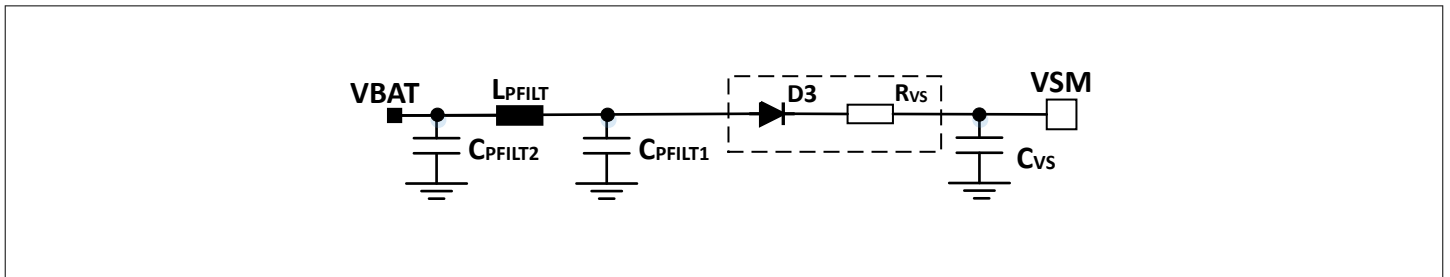 VBAT
LPFILT
D3
RVS
VSM
CPFILT2
CPFILT1
CVS